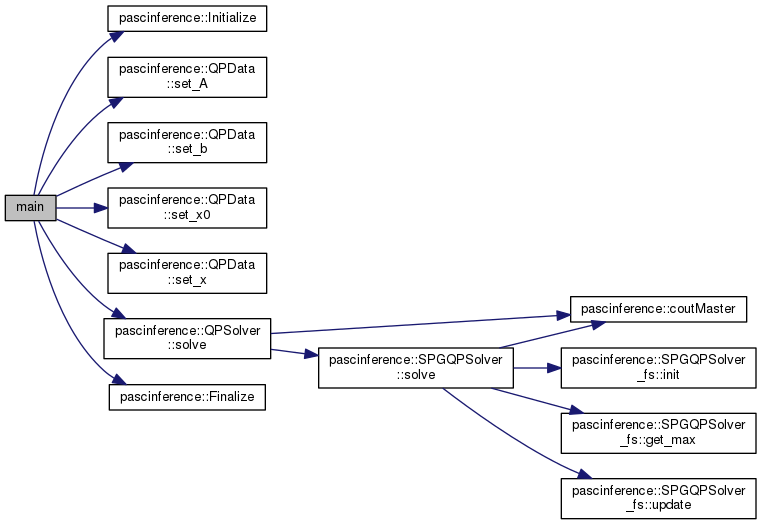 main
pascinference::Initialize
pascinference::QPData
::set_A
pascinference::QPData
::set_b
pascinference::QPData
::set_x0
pascinference::QPData
::set_x
pascinference::QPSolver
::solve
pascinference::Finalize
pascinference::SPGQPSolver
::solve
pascinference::coutMaster
pascinference::SPGQPSolver
_fs::init
pascinference::SPGQPSolver
_fs::get_max
pascinference::SPGQPSolver
_fs::update